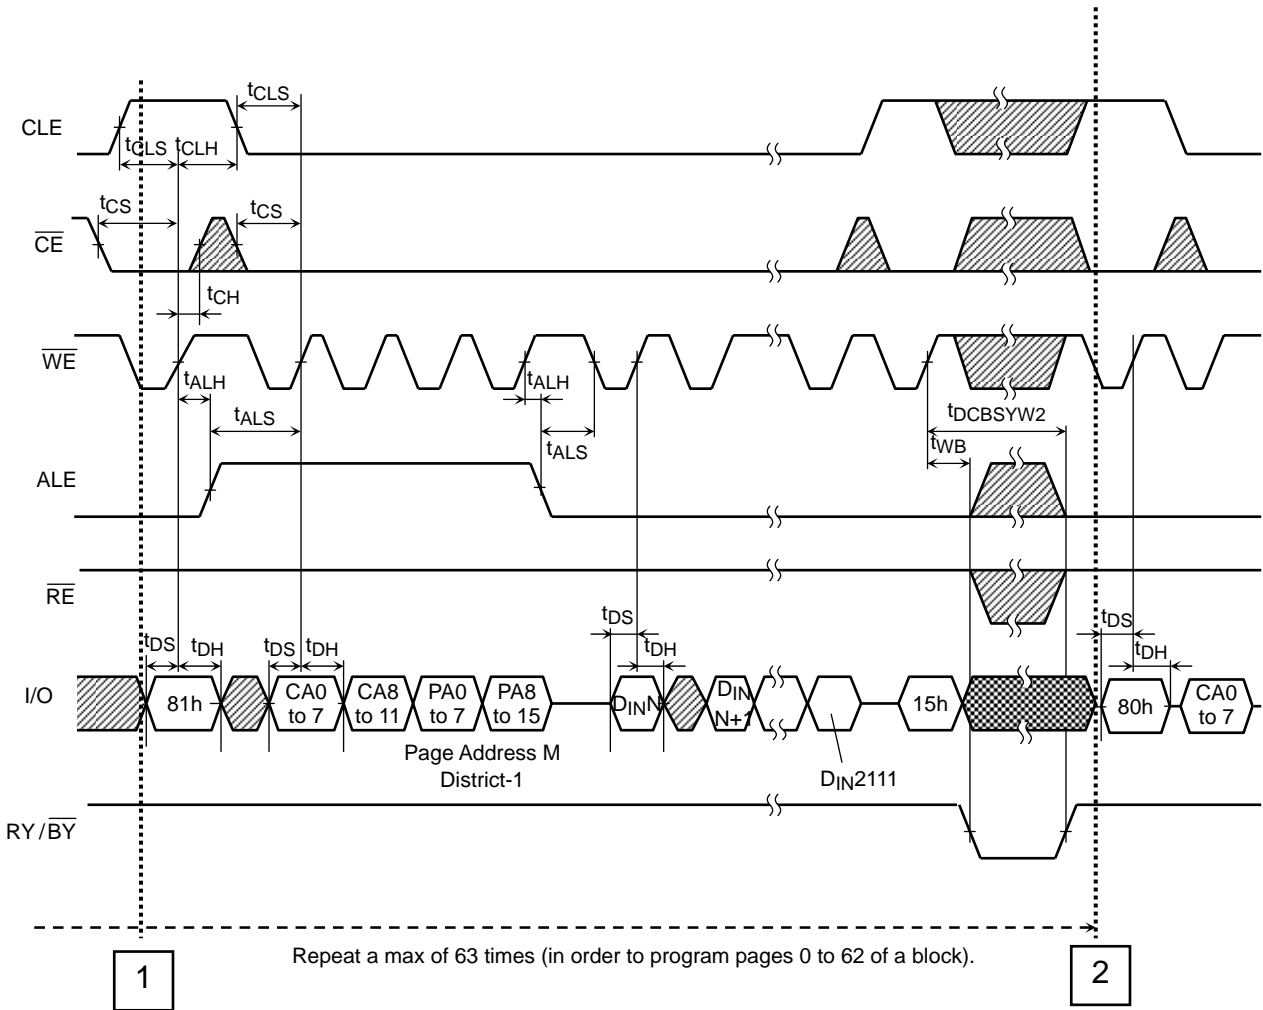 tCLS
CLE
tCLS tCLH
tCS tCS
CE
tCH
WE
tALH tALH
tALS tDCBSYW2
tALS tWB
ALE
RE
tDS tDS
tDS tDH tDS tDH tDH tDH
I/O 81h CA0 to 7 CA8 to 11 PA0 to 7 PA8 to 15 DINN DIN N+1 15h 80h CA0 to 7
Page Address M
District-1
DIN2111
RY/BY
Repeat a max of 63 times (in order to program pages 0 to 62 of a block).
1 2